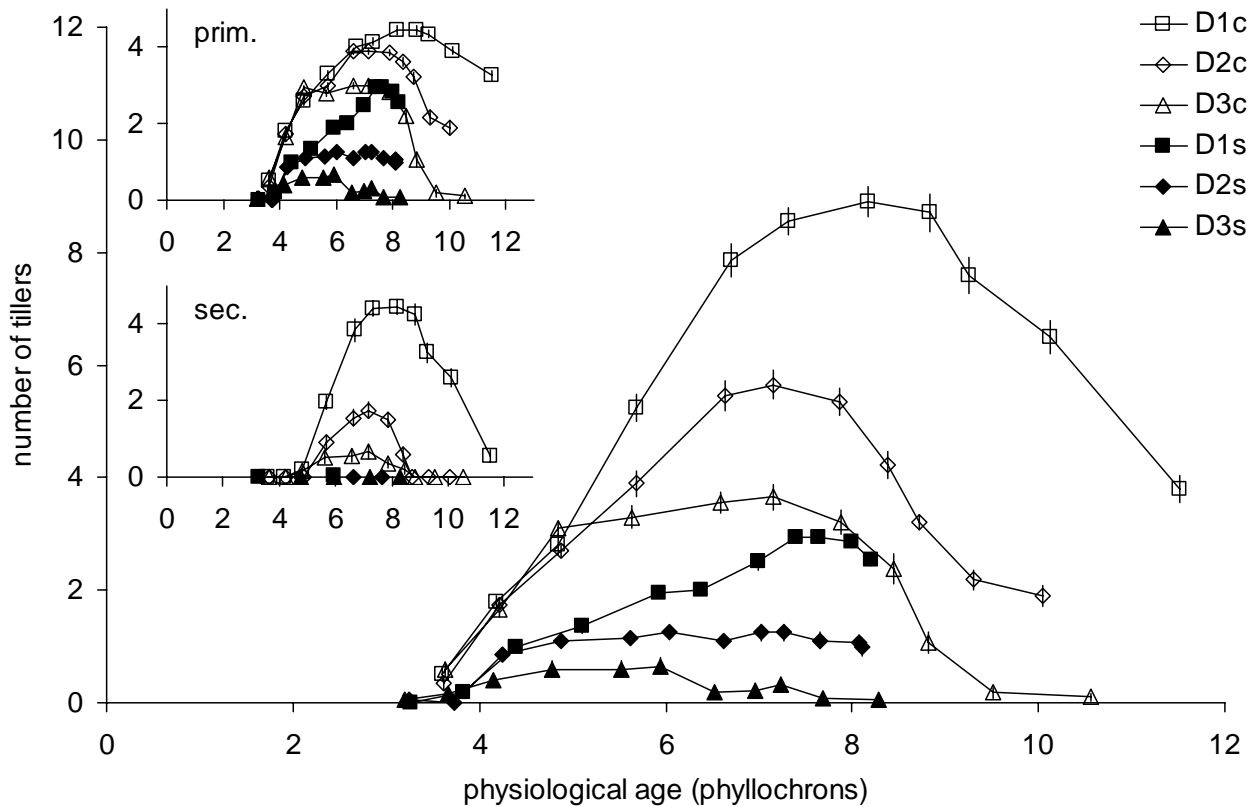 prim.
4
2
0
0 2 4 6 8 10 12
sec.
4
2
0
0 2 4 6 8 10 12
number of tillers
12
10
8
6
4
2
0
0 2 4 6 8 10 12
physiological age (phyllochrons)
D1c
D2c
D3c
D1s
D2s
D3s